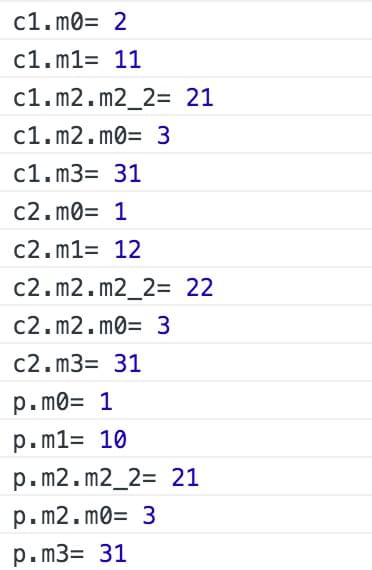 c1.m0= 2
c1.m1= 11
c1.m2.m2_2= 21
c1.m2.m0= 3
c1.m3= 31
c2.m0= 1
c2.m1= 12
c2.m2.m2_2= 22
c2.m2.m0= 3
c2.m3= 31
p.m0= 1
p.m1= 10
p.m2.m2_2= 21
p.m2.m0= 3
p.m3= 31